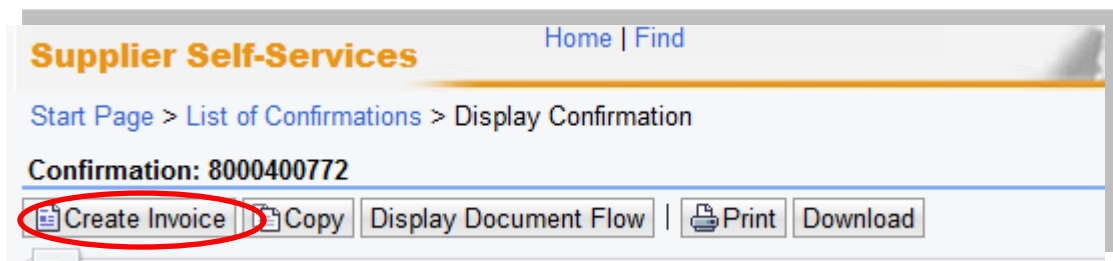 Home | Find
Supplier Self-Services
Start Page > List of Confirmations > Display Confirmation
Confirmation: 8000400772
Create Invoice Copy Display Document Flow | Print Download